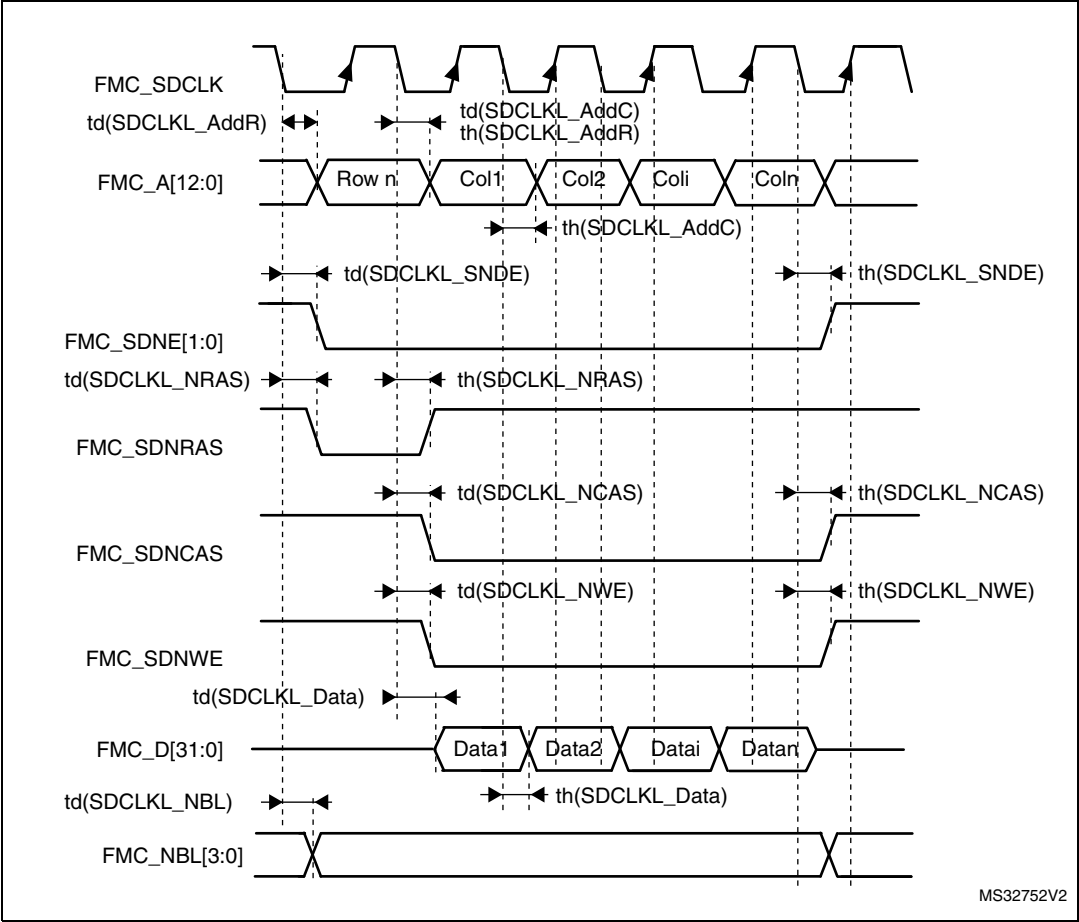 FMC_SDCLK
td(SDCLKL_AddR)
td(SDCLKL_AddC)
th(SDCLKL_AddR)
FMC_A[12:0]
Row n
Col1
Col2
Coli
Coln
th(SDCLKL_AddC)
td(SDCLKL_SNDE)
th(SDCLKL_SNDE)
FMC_SDNE[1:0]
td(SDCLKL_NRAS)
th(SDCLKL_NRAS)
FMC_SDNRAS
td(SDCLKL_NCAS)
th(SDCLKL_NCAS)
FMC_SDNCAS
td(SDCLKL_NWE)
th(SDCLKL_NWE)
FMC_SDNWE
td(SDCLKL_Data)
FMC_D[31:0]
Data1
Data2
Datai
Datan
th(SDCLKL_Data)
td(SDCLKL_NBL)
FMC_NBL[3:0]
MS32752V2